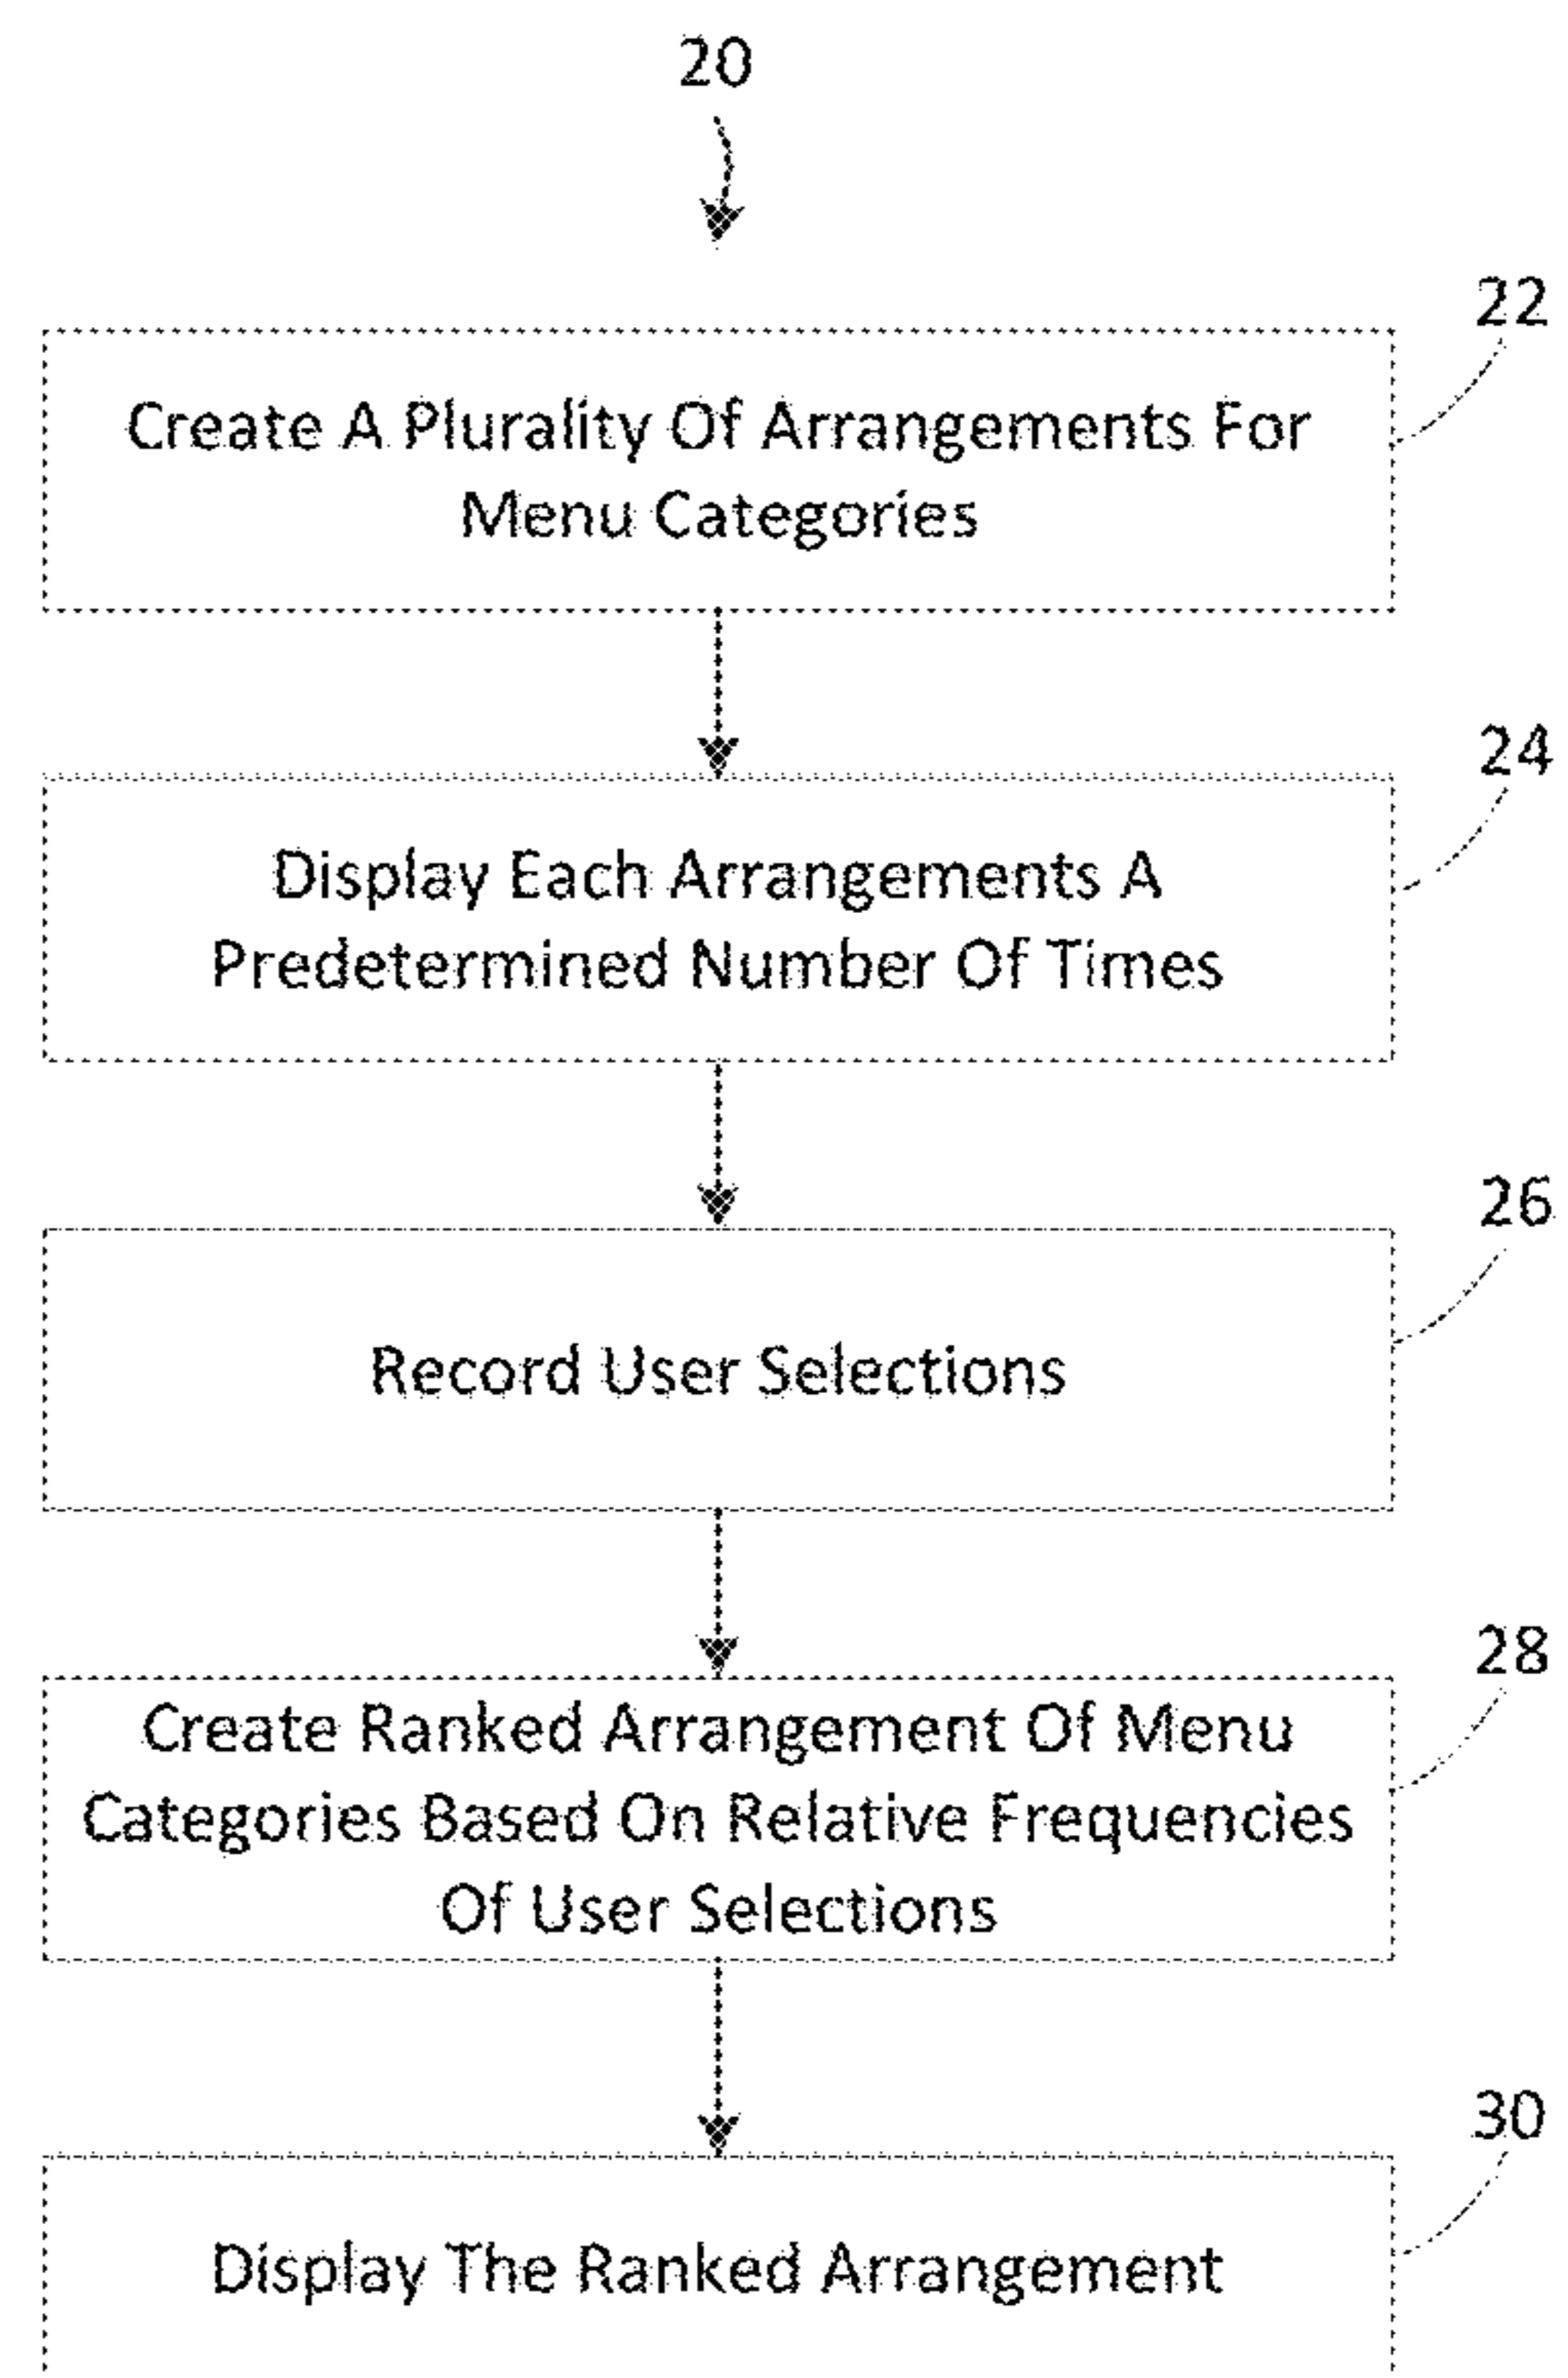 20
22
Create A Plurality Of Arrangements For
Menu Categories
24
Display Each Arrangements A
Predetermined Number Of Times
26
Record User Selections
28
Create Ranked Arrangement Of Menu
Categories Based On Relative Frequencies
Of User Selections
30
Display The Ranked Arrangement